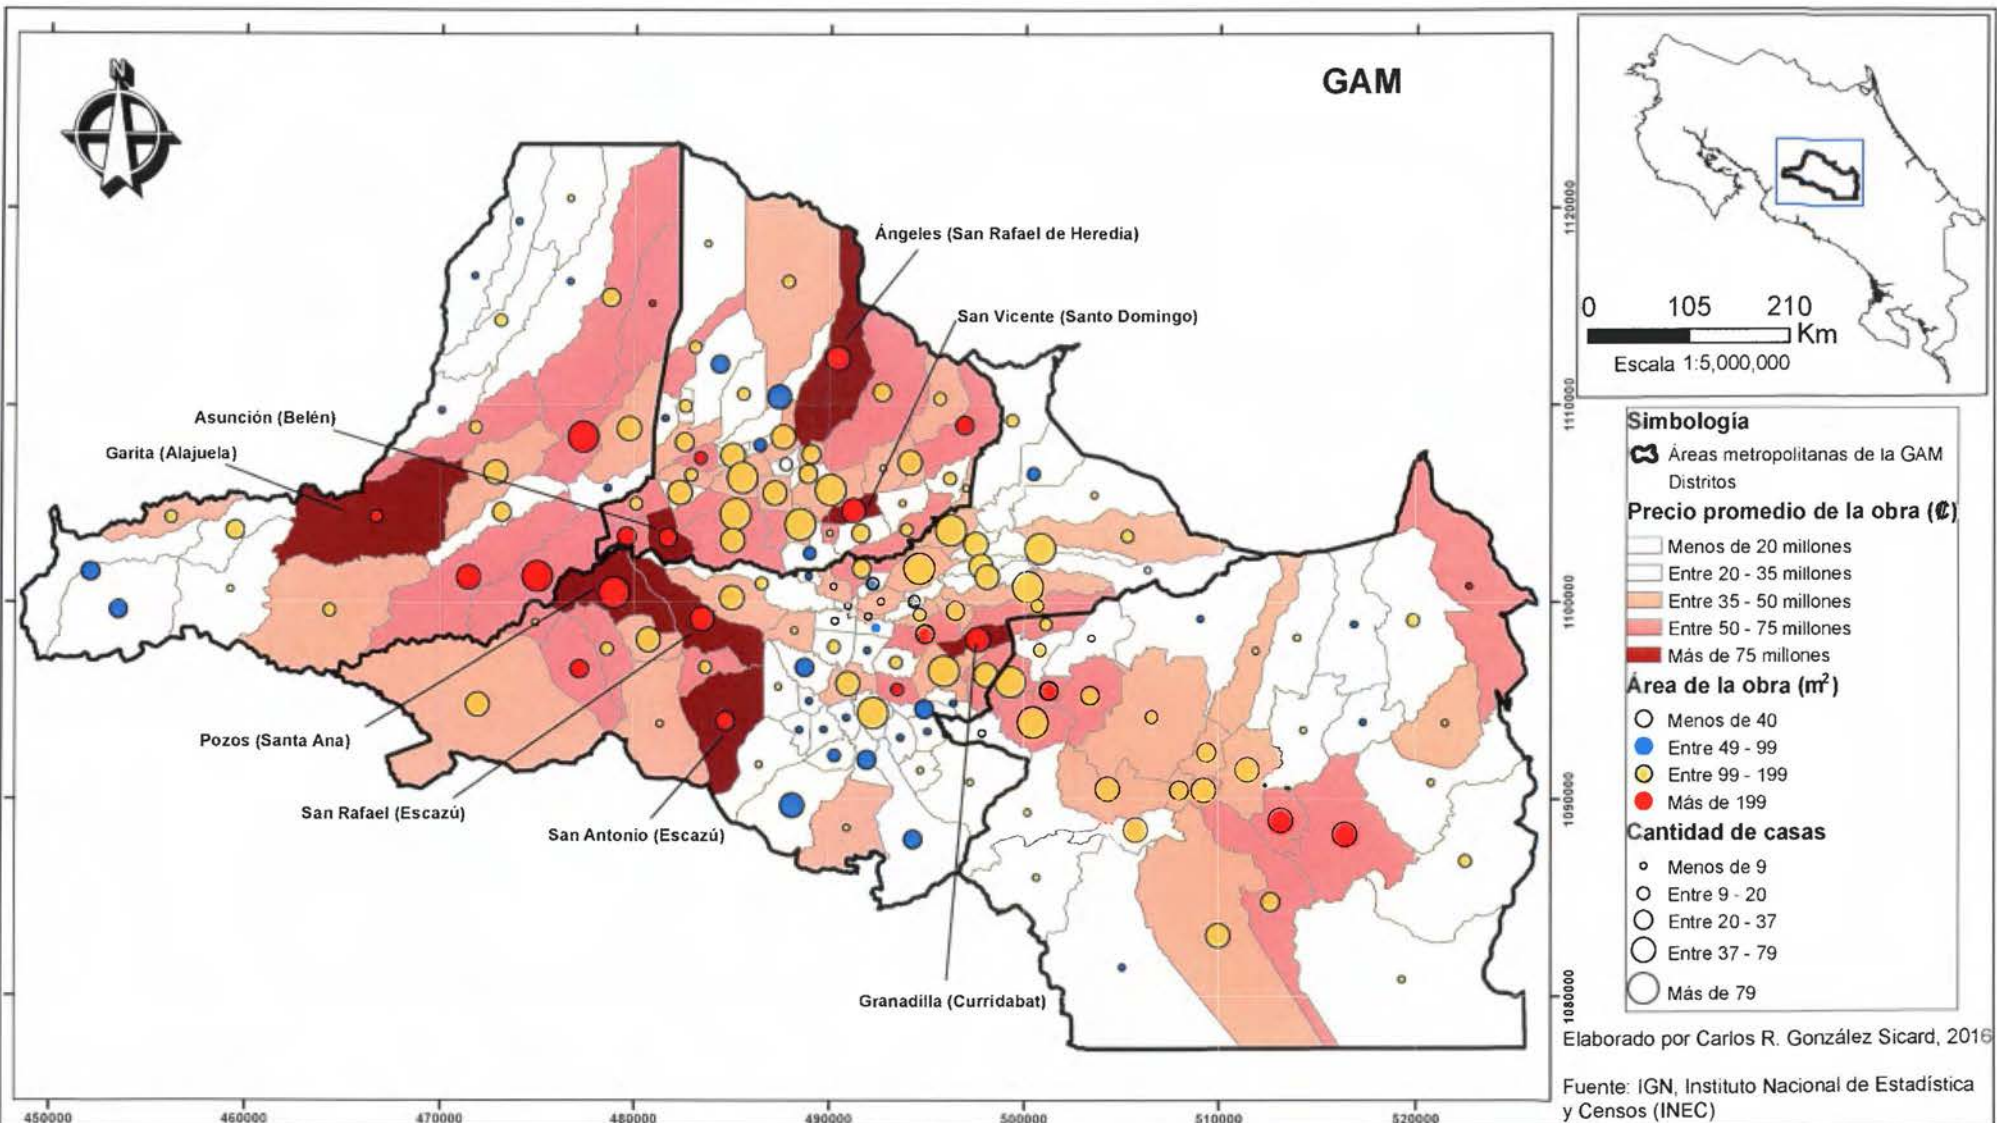 N
GAM
Ángeles (San Rafael de Heredia)
San Vicente (Santo Domingo)
Asunción (Belén)
Garita (Alajuela)
Pozos (Santa Ana)
San Rafael (Escazú)
San Antonio (Escazú)
Granadilla (Curridabat)
1120000
1110000
1100000
1090000
1080000
450000 460000 470000 480000 490000 500000 510000 520000
0 105 210
Km
Escala 1:5,000,000
Simbología
Áreas metropolitanas de la GAM
Distritos
Precio promedio de la obra (₡)
Menos de 20 millones
Entre 20 - 35 millones
Entre 35 - 50 millones
Entre 50 - 75 millones
Más de 75 millones
Área de la obra (m²)
Menos de 40
Entre 49 - 99
Entre 99 - 199
Más de 199
Cantidad de casas
Menos de 9
Entre 9 - 20
Entre 20 - 37
Entre 37 - 79
Más de 79
Elaborado por Carlos R. González Sicard, 2016
Fuente: IGN, Instituto Nacional de Estadística
y Censos (INEC)